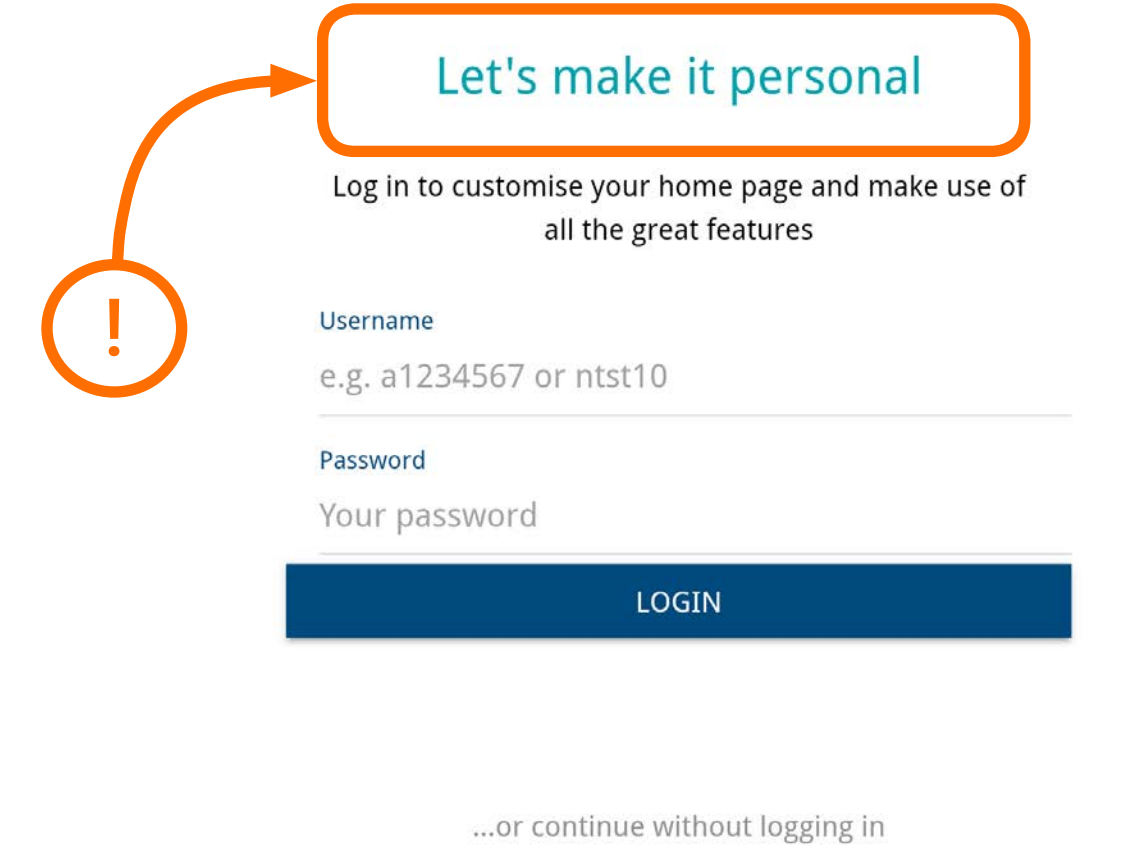 Let's make it personal
Log in to customise your home page and make use of
all the great features
!
Username
e.g. a1234567 or ntst10
Password
Your password
LOGIN
...or continue without logging in